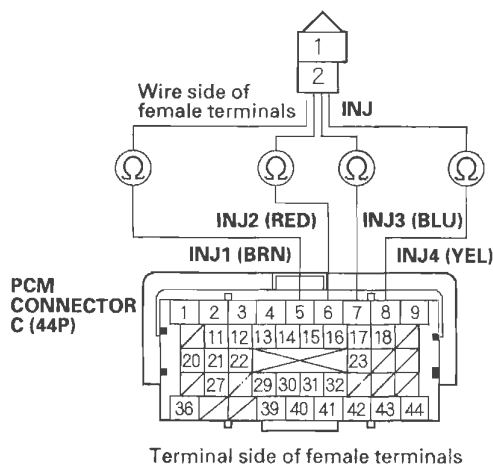 1
2
Wire side of
female terminals
INJ
Ω Ω Ω Ω
INJ2 (RED) INJ3 (BLU)
INJ1 (BRN) INJ4 (YEL)
PCM
CONNECTOR
C (44P)
1 2 3 4 5 6 7 8 9
11 12 13 14 15 16 17 18
20 21 22 23
27 29 30 31 32
36 39 40 41 42 43 44
Terminal side of female terminals